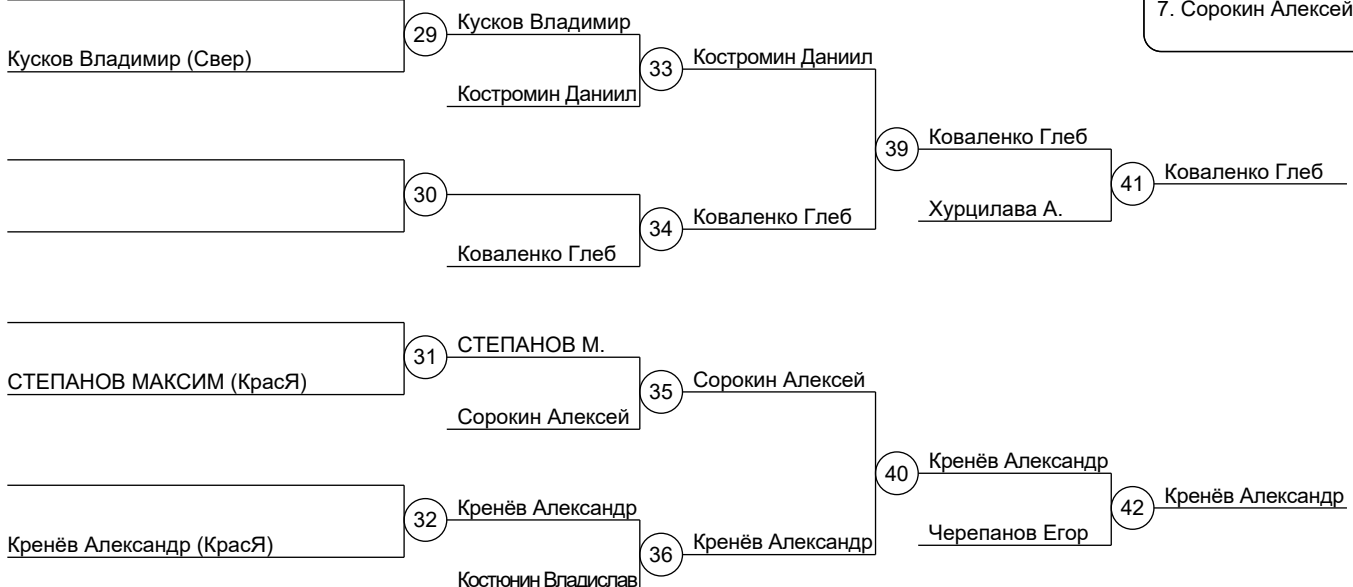 7. Сорокин Алексей
29
Кусков Владимир
Кусков Владимир (Свер)
33
Костромин Даниил
Костромин Даниил
39
Коваленко Глеб
41
Коваленко Глеб
30
Хурцилава А.
34
Коваленко Глеб
Коваленко Глеб
31
СТЕПАНОВ М.
СТЕПАНОВ МАКСИМ (КрасЯ)
35
Сорокин Алексей
Сорокин Алексей
40
Кренёв Александр
42
Кренёв Александр
32
Кренёв Александр
Черепанов Егор
Кренёв Александр (КрасЯ)
36
Кренёв Александр
Костюнин Владислав